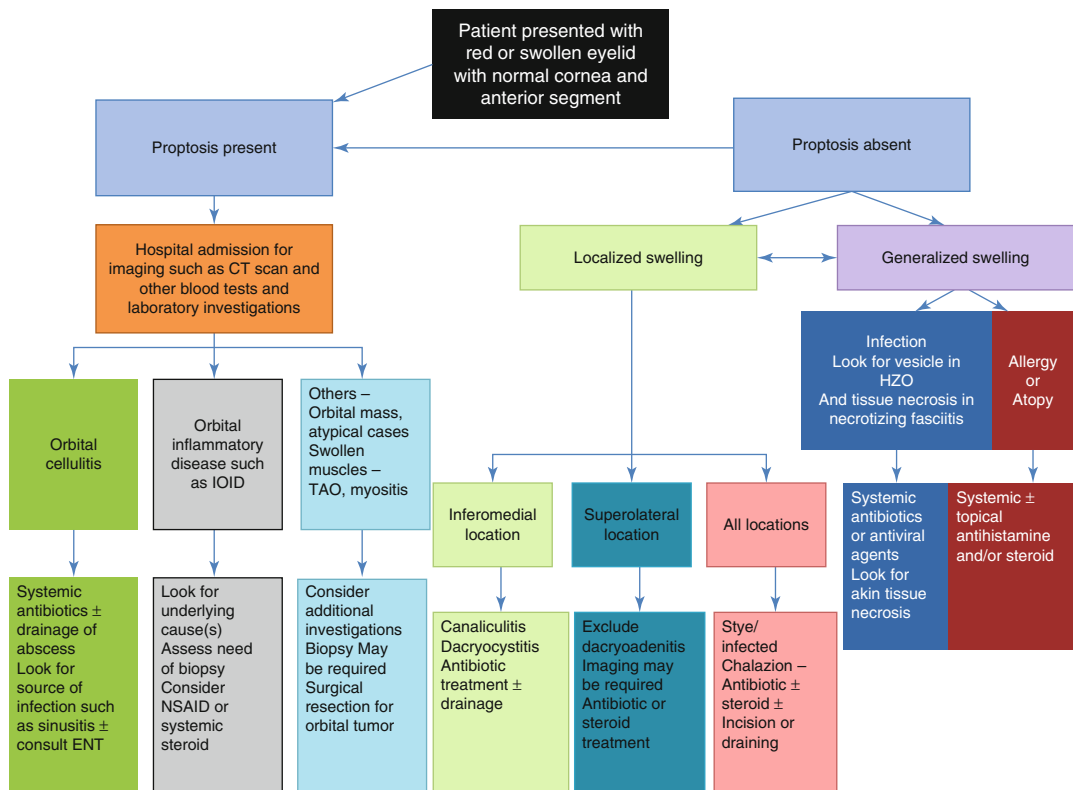 Patient presented with
red or swollen eyelid
with normal cornea and
anterior segment
Proptosis present
Proptosis absent
Hospital admission for
imaging such as CT scan and
other blood tests and
laboratory investigations
Localized swelling
Generalized swelling
Infection
Look for vesicle in
HZO
And tissue necrosis in
necrotizing fasciitis
Allergy
or
Atopy
Orbital
cellulitis
Orbital
inflammatory
disease such
as IOID
Others –
Orbital mass,
atypical cases
Swollen
muscles –
TAO, myositis
Inferomedial
location
Superolateral
location
All locations
Systemic
antibiotics
or antiviral
agents
Look for
akin tissue
necrosis
Systemic ±
topical
antihistamine
and/or steroid
Systemic
antibiotics ±
drainage of
abscess
Look for
source of
infection such
as sinusitis ±
consult ENT
Look for
underlying
cause(s)
Assess need
of biopsy
Consider
NSAID or
systemic
steroid
Consider
additional
investigations
Biopsy May
be required
Surgical
resection for
orbital tumor
Canaliculitis
Dacryocystitis
Antibiotic
treatment ±
drainage
Exclude
dacryoadenitis
Imaging may
be required
Antibiotic or
steroid
treatment
Stye/
infected
Chalazion –
Antibiotic ±
steroid ±
Incision or
draining